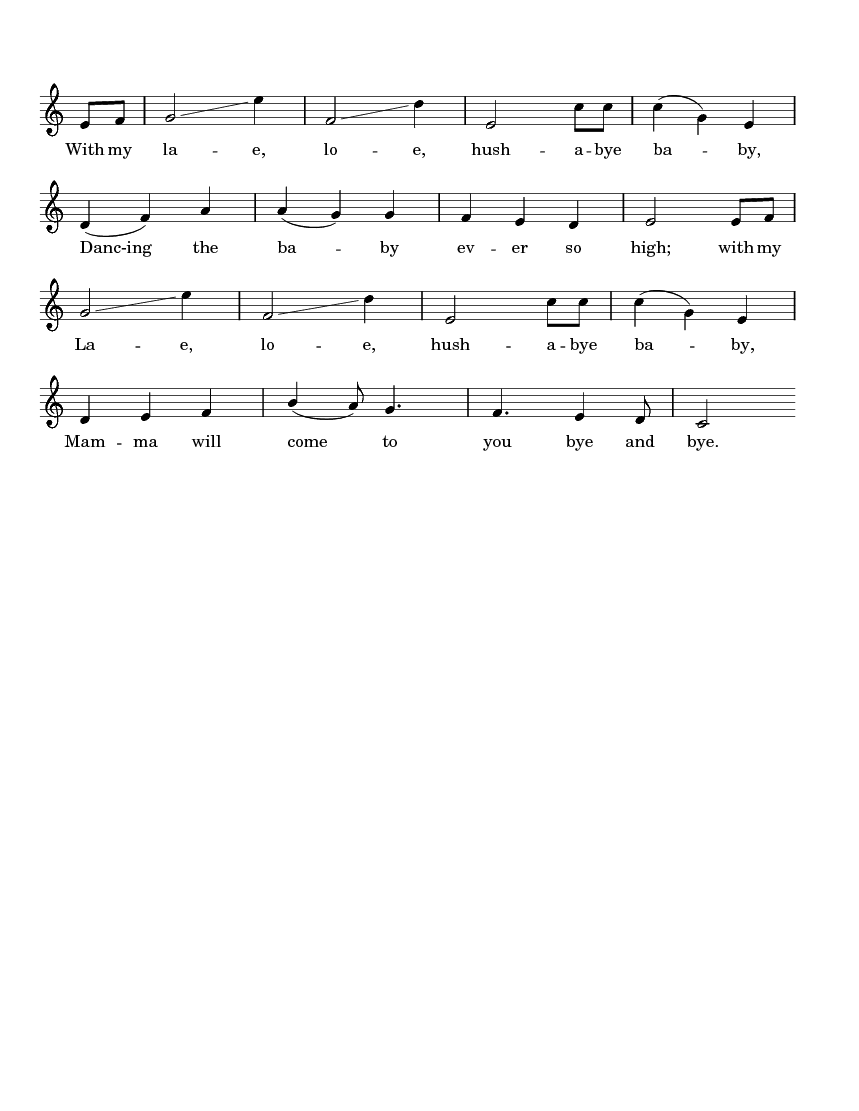 With my la - e, lo - e, hush - a - bye ba - by,
Danc-ing the ba - by ev - er so high; with my
La - e, lo - e, hush - a - bye ba - by,
Mam - ma will come to you bye and bye.